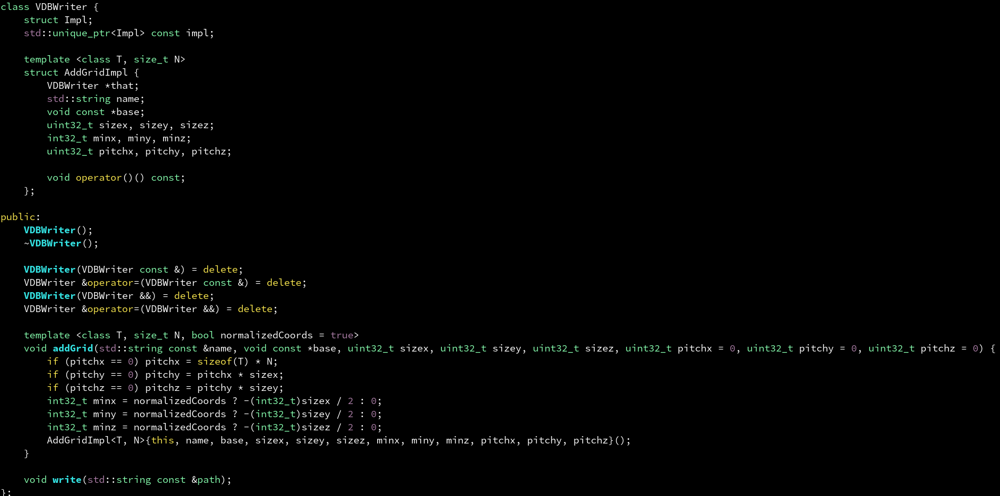 class VDBWriter {
    struct Impl;
    std::unique_ptr<Impl> const impl;

    template <class T, size_t N>
    struct AddGridImpl {
        VDBWriter *that;
        std::string name;
        void const *base;
        uint32_t sizex, sizey, sizez;
        int32_t minx, miny, minz;
        uint32_t pitchx, pitchy, pitchz;

        void operator()() const;
    };

public:
    VDBWriter();
    ~VDBWriter();

    VDBWriter(VDBWriter const &) = delete;
    VDBWriter &operator=(VDBWriter const &) = delete;
    VDBWriter(VDBWriter &&) = delete;
    VDBWriter &operator=(VDBWriter &&) = delete;

    template <class T, size_t N, bool normalizedCoords = true>
    void addGrid(std::string const &name, void const *base, uint32_t sizex, uint32_t sizey, uint32_t sizez, uint32_t pitchx = 0, uint32_t pitchy = 0, uint32_t pitchz = 0) {
        if (pitchx == 0) pitchx = sizeof(T) * N;
        if (pitchy == 0) pitchy = pitchx * sizex;
        if (pitchz == 0) pitchz = pitchy * sizey;
        int32_t minx = normalizedCoords ? -(int32_t)sizex / 2 : 0;
        int32_t miny = normalizedCoords ? -(int32_t)sizey / 2 : 0;
        int32_t minz = normalizedCoords ? -(int32_t)sizez / 2 : 0;
        AddGridImpl<T, N>{this, name, base, sizex, sizey, sizez, minx, miny, minz, pitchx, pitchy, pitchz}();
    }

    void write(std::string const &path);
};